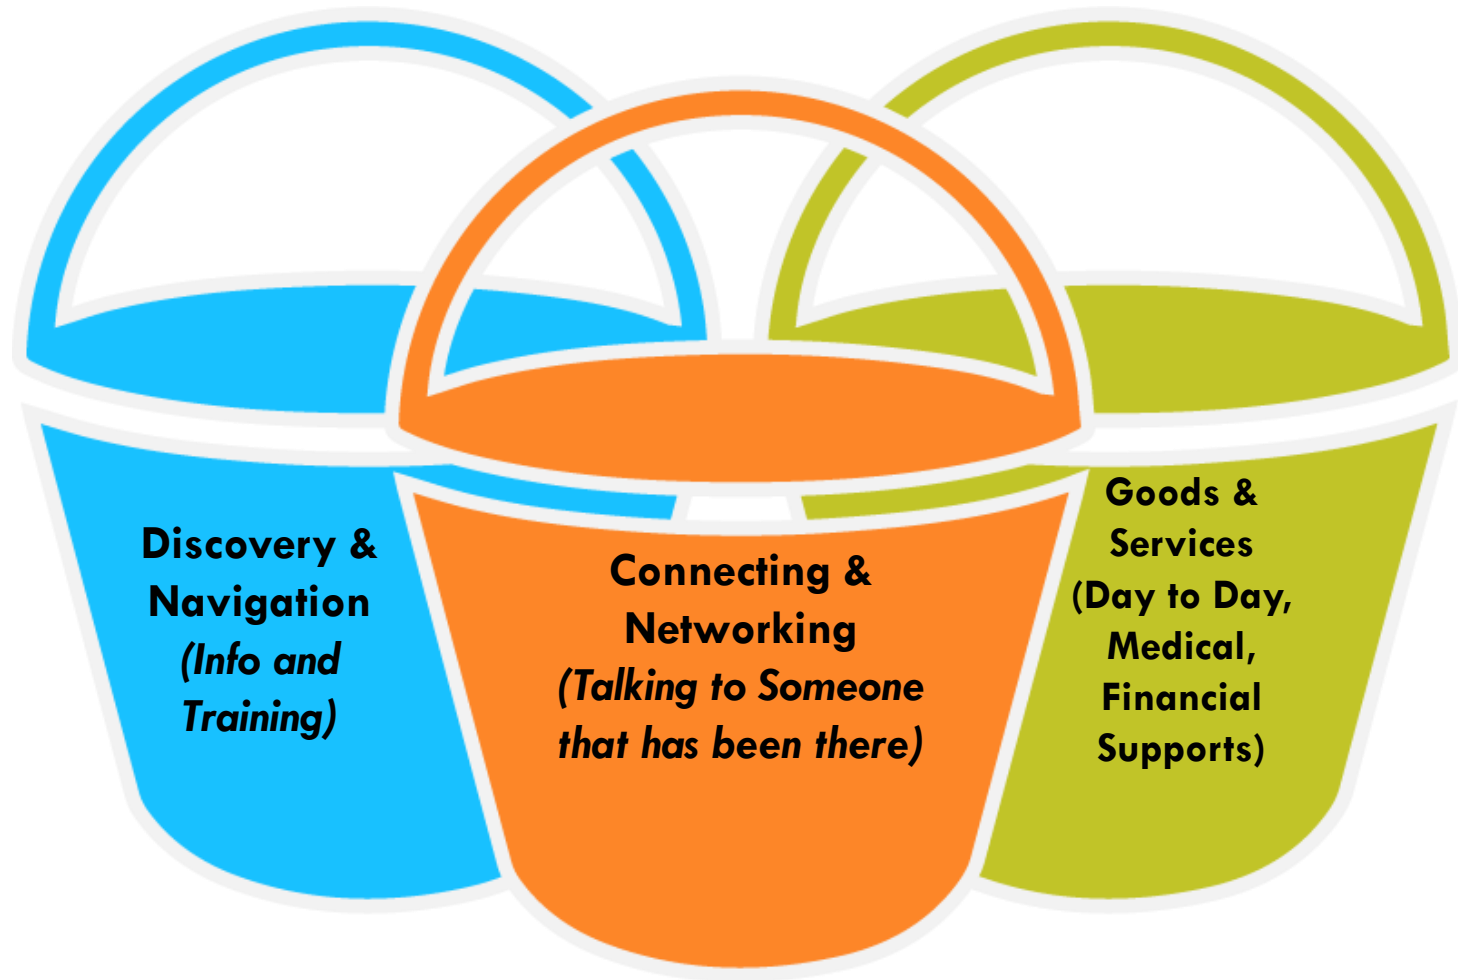 Discovery &
Navigation
(Info and
Training)
Connecting &
Networking
(Talking to Someone
that has been there)
Goods &
Services
(Day to Day,
Medical,
Financial
Supports)